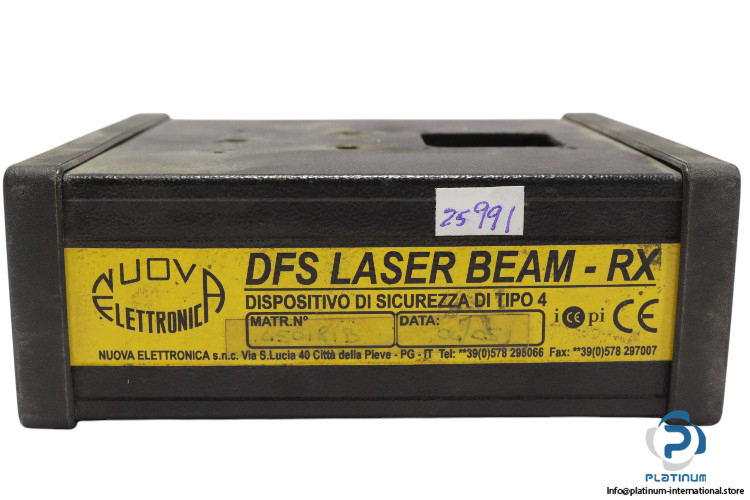 25991
NUOVA
ELETTRONICA
DFS LASER BEAM - RX
DISPOSITIVO DI SICUREZZA DI TIPO 4
MATR.N° DATA:
i CE pi CE
NUOVA ELETTRONICA s.n.c. Via S.Lucia 40 Città della Pieve - PG - IT Tel: **39(0)578 298066 Fax: **39(0)578 297007
PLATINUM
Info@platinum-international.store